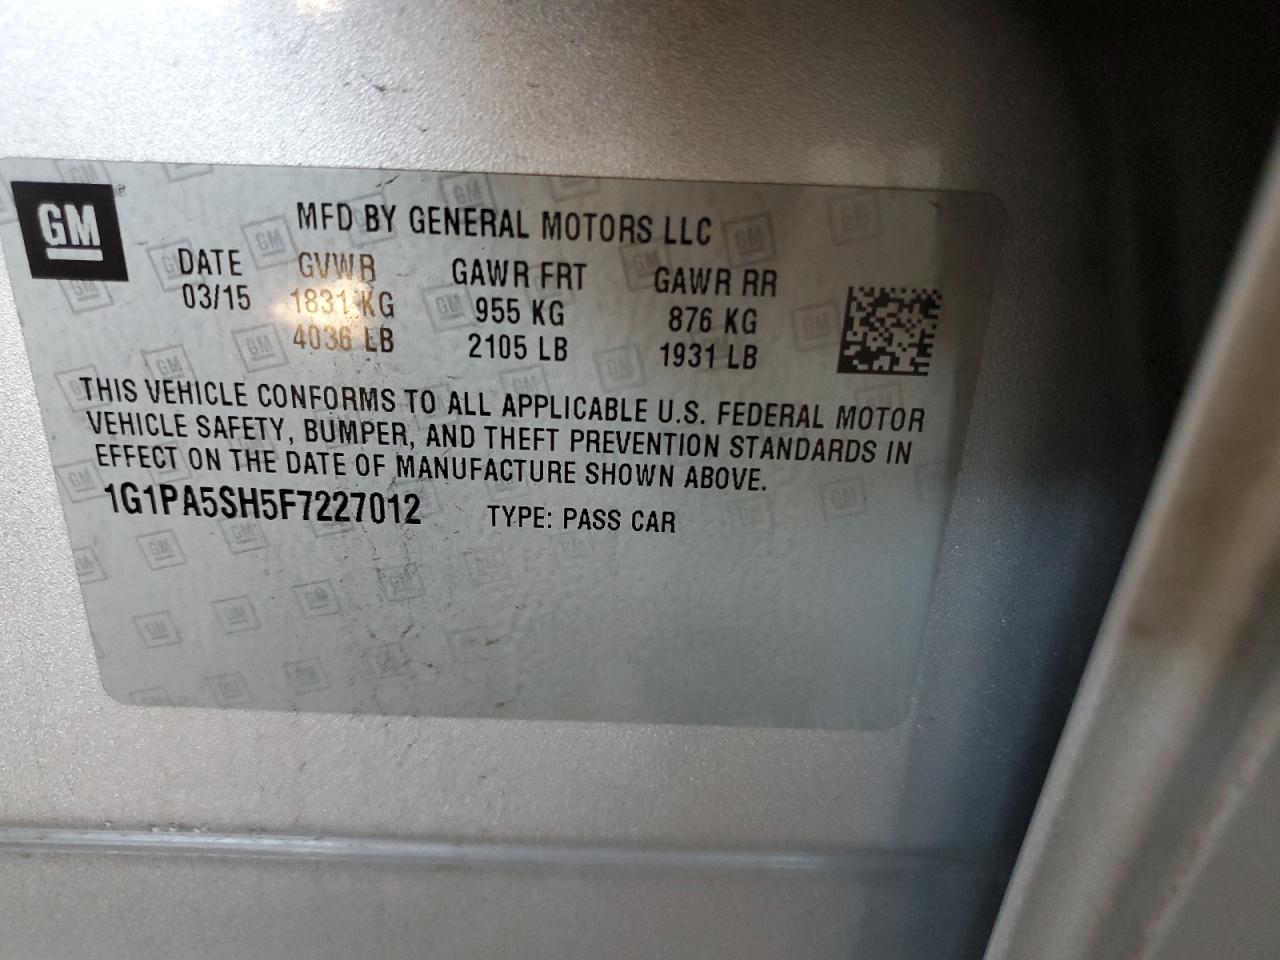 GM
MFD BY GENERAL MOTORS LLC
DATE GVWR GAWR FRT GAWR RR
03/15 1831 KG 955 KG 876 KG
4036 LB 2105 LB 1931 LB
THIS VEHICLE CONFORMS TO ALL APPLICABLE U.S. FEDERAL MOTOR
VEHICLE SAFETY, BUMPER, AND THEFT PREVENTION STANDARDS IN
EFFECT ON THE DATE OF MANUFACTURE SHOWN ABOVE.
1G1PA5SH5F7227012 TYPE: PASS CAR